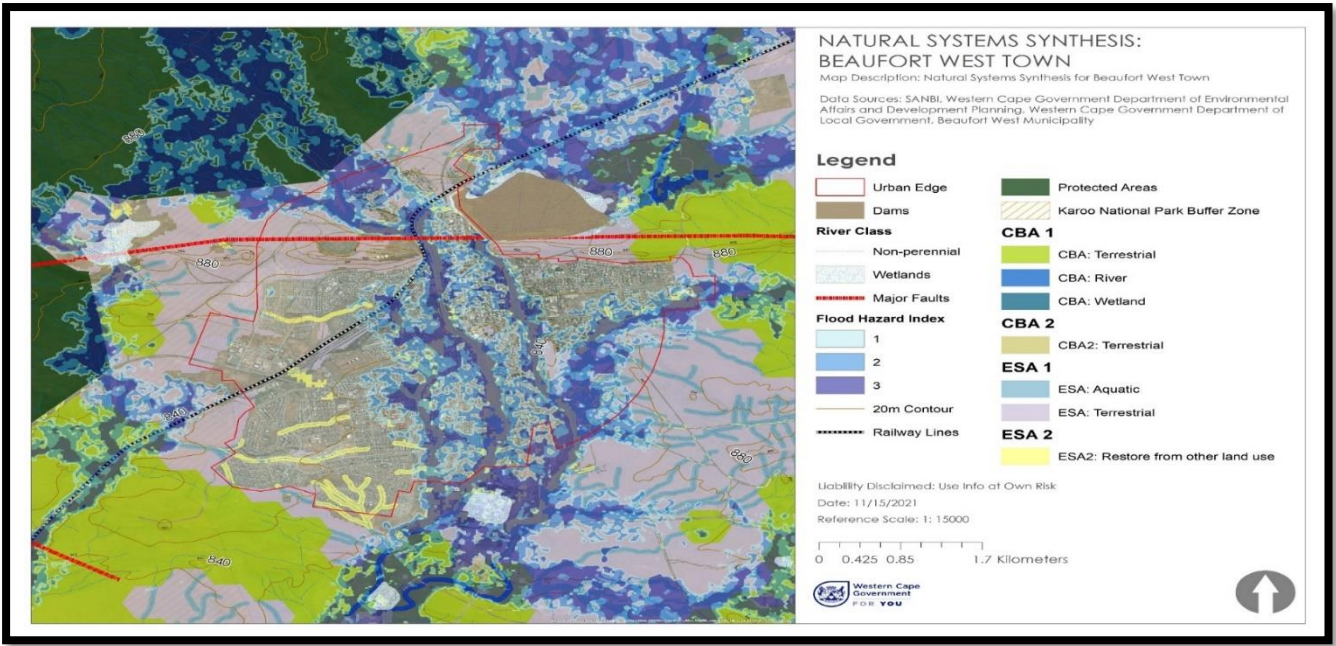 NATURAL SYSTEMS SYNTHESIS:
BEAUFORT WEST TOWN
Map Description: Natural Systems Synthesis for Beaufort West Town
Data Sources: SANBI, Western Cape Government Department of Environmental
Affairs and Development Planning, Western Cape Government Department of
Local Government, Beaufort West Municipality
Legend
Urban Edge
Dams
River Class
Non-perennial
Wetlands
Major Faults
Flood Hazard Index
1
2
3
20m Contour
Railway Lines
Protected Areas
Karoo National Park Buffer Zone
CBA 1
CBA: Terrestrial
CBA: River
CBA: Wetland
CBA 2
CBA2: Terrestrial
ESA 1
ESA: Aquatic
ESA: Terrestrial
ESA 2
ESA2: Restore from other land use
Liability Disclaimed: Use Info at Own Risk
Date: 11/15/2021
Reference Scale: 1: 15000
0 0.425 0.85 1.7 Kilometers
Western Cape
Government
FOR YOU
880
880
880
880
840
840
880
840